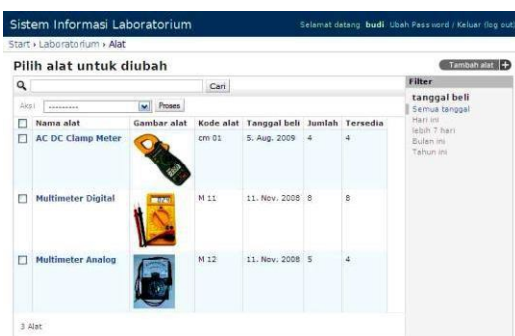 Sistem Informasi Laboratorium
Selamat datang, budi Ubah Password / Keluar (log out)
Start › Laboratorium › Alat
Pilih alat untuk diubah
Tambah alat +
Cari
Aksi ---------
Proses
Nama alat Gambar alat Kode alat Tanggal beli Jumlah Tersedia
AC DC Clamp Meter cm 01 5. Aug. 2009 4 4
Multimeter Digital M 11 11. Nov. 2008 8 8
Multimeter Analog M 12 11. Nov. 2008 5 4
3 Alat
Filter
tanggal beli
Semua tanggal
Hari ini
lebih 7 hari
Bulan ini
Tahun ini